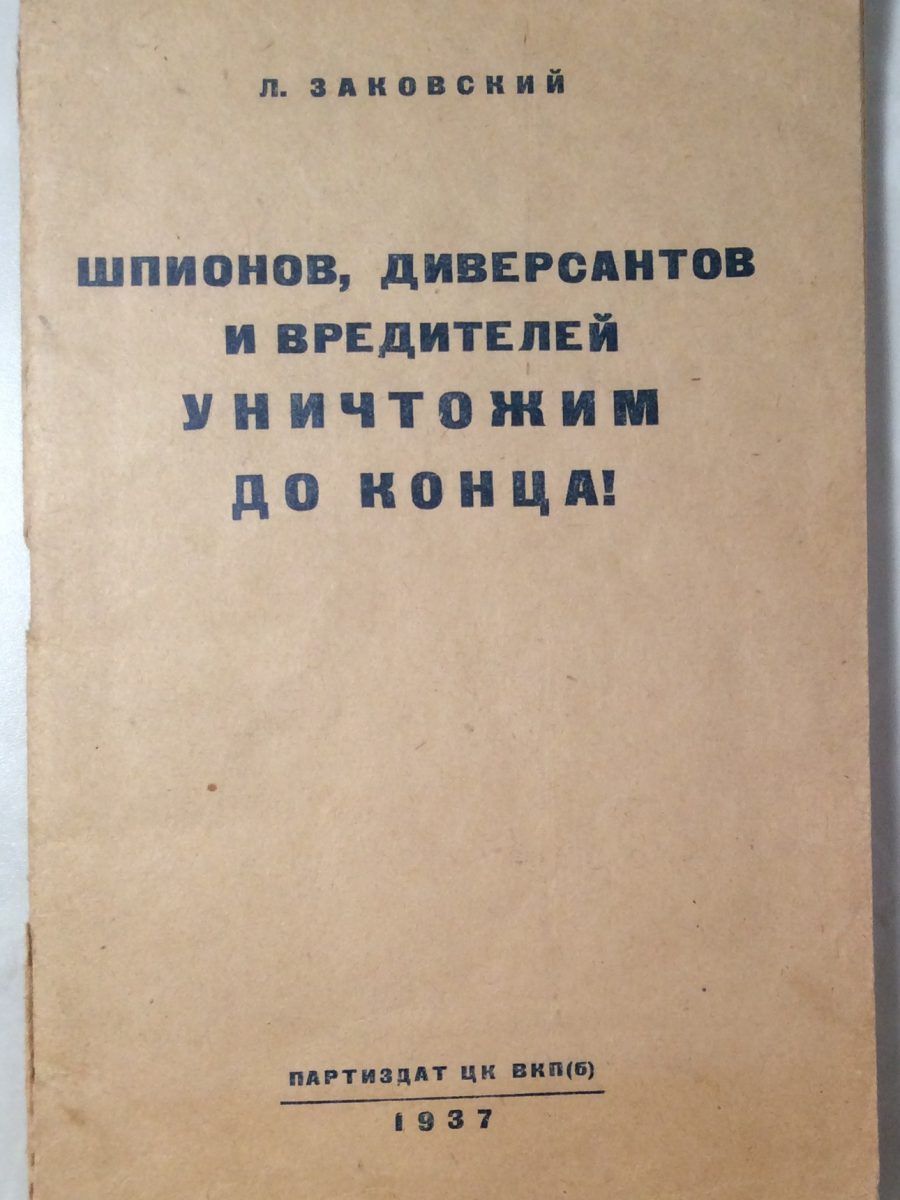 Л. ЗАКОВСКИЙ
ШПИОНОВ, ДИВЕРСАНТОВ
И ВРЕДИТЕЛЕЙ
УНИЧТОЖИМ
ДО КОНЦА!
ПАРТИЗДАТ ЦК ВКП(б)
1937